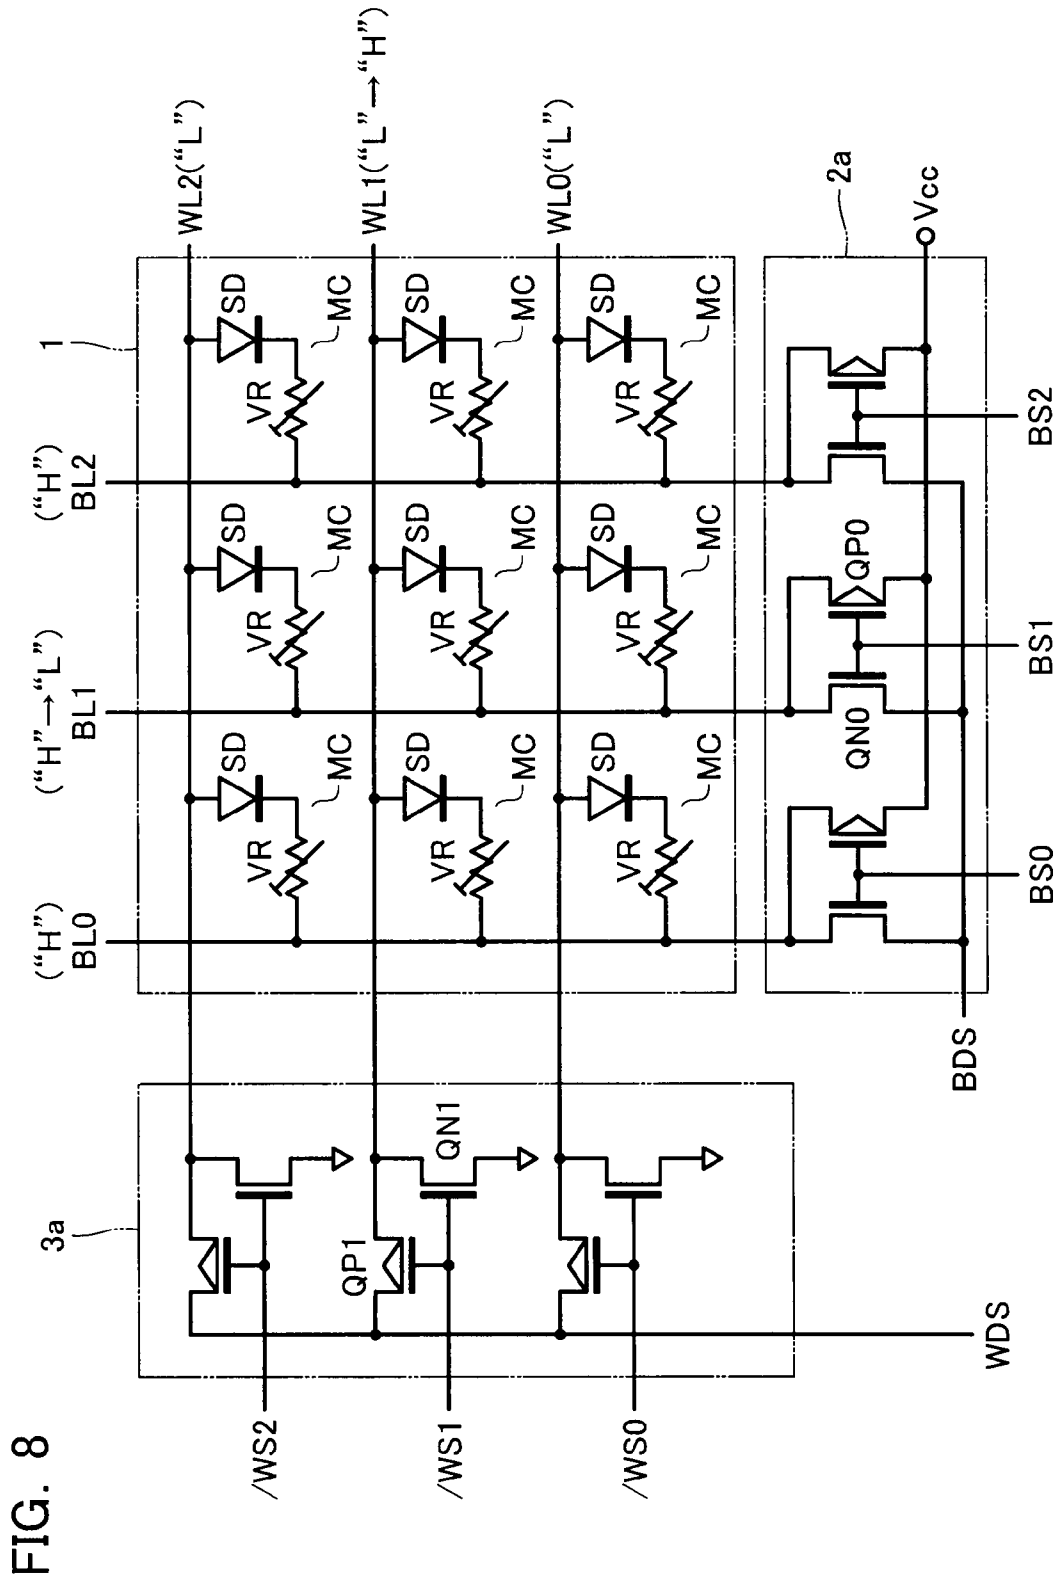 FIG. 8
3a
/WS2
/WS1
/WS0
QP1
QN1
WDS
1
("H")
BL0
("H"→"L")
BL1
("H")
BL2
WL2("L")
WL1("L"→"H")
WL0("L")
VR SD MC
VR SD MC
VR SD MC
VR SD MC
VR SD MC
VR SD MC
VR SD MC
VR SD MC
VR SD MC
2a
Vcc
QN0
QP0
BDS
BS0
BS1
BS2